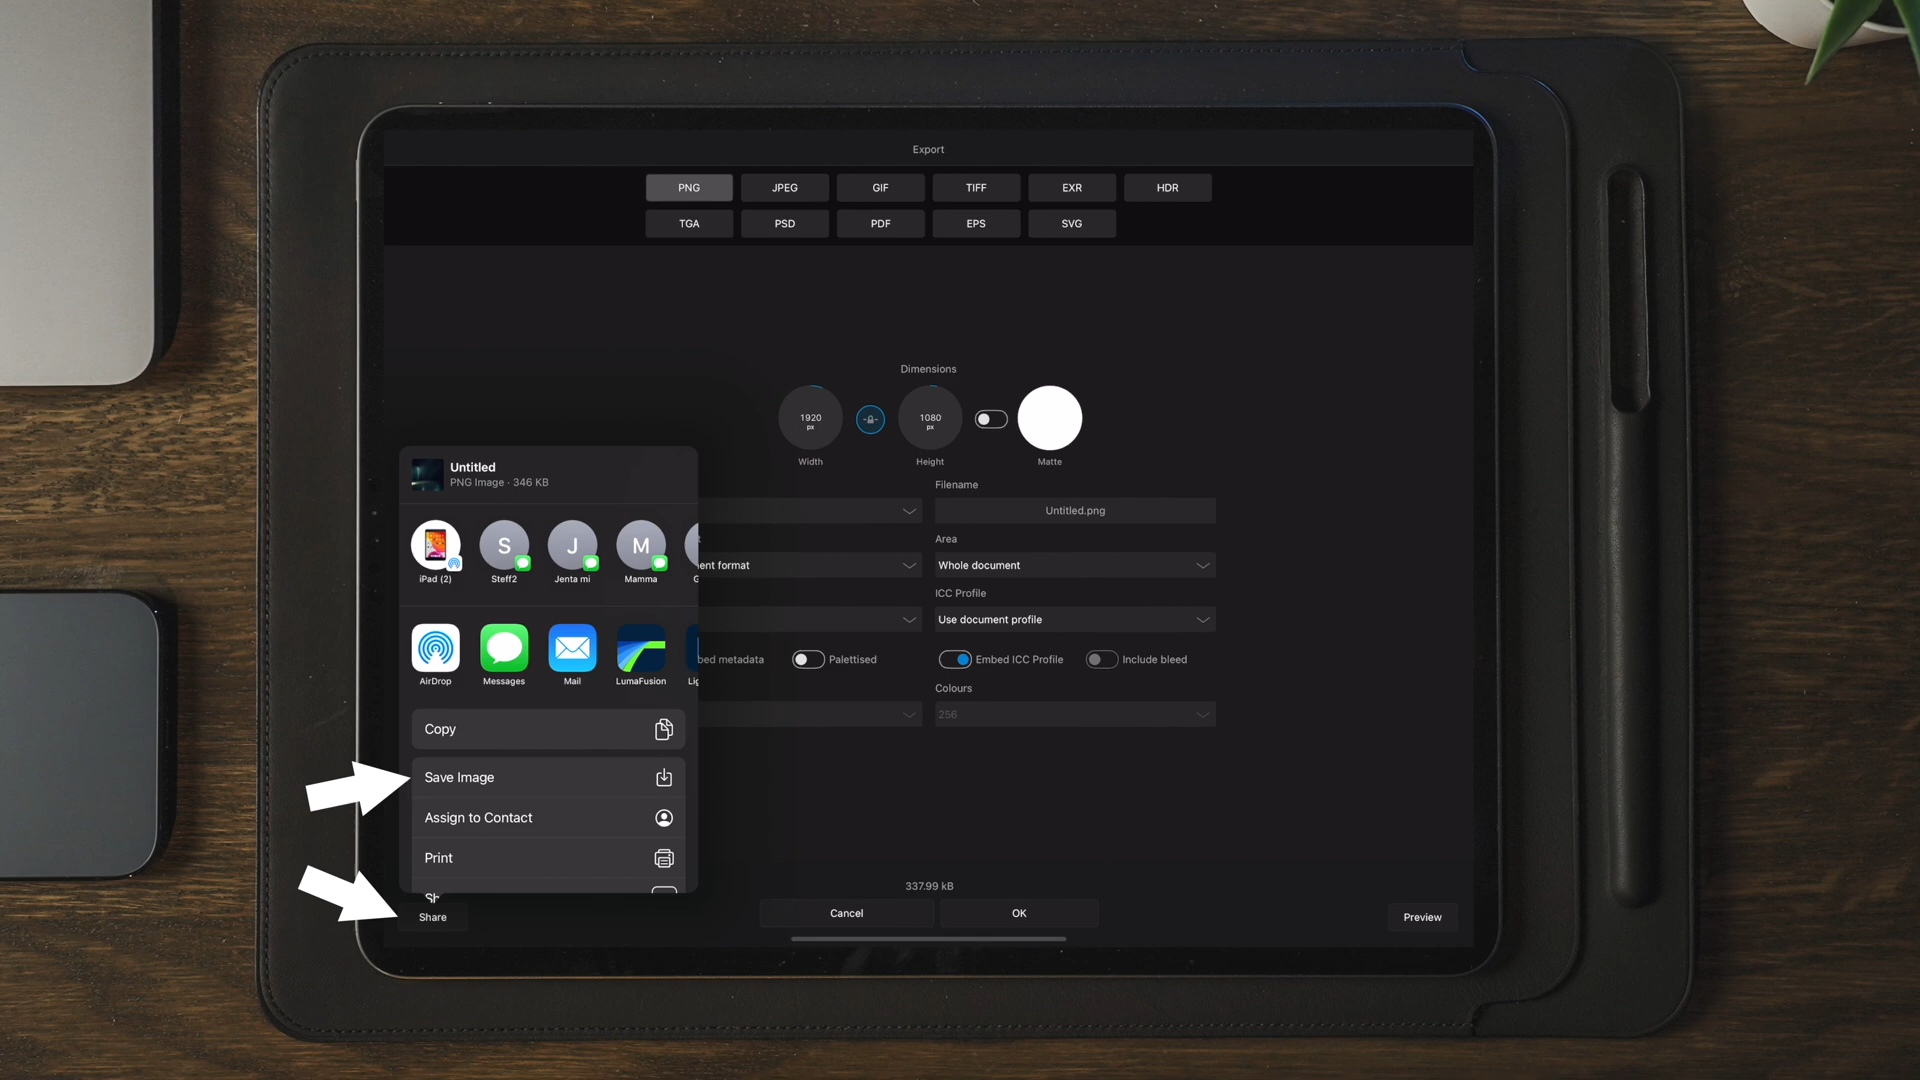 Export
PNG JPEG GIF TIFF EXR HDR
TGA PSD PDF EPS SVG
Dimensions
1920 px
1080 px
Width Height Matte
Untitled
PNG Image · 346 KB
iPad (2) Steff2 Jenta mi Mamma
AirDrop Messages Mail LumaFusion
Copy
Save Image
Assign to Contact
Print
Share
Filename
Untitled.png
Area
ent format Whole document
ICC Profile
Use document profile
metadata Palettised Embed ICC Profile Include bleed
Colours
256
337.99 kB
Cancel OK
Preview